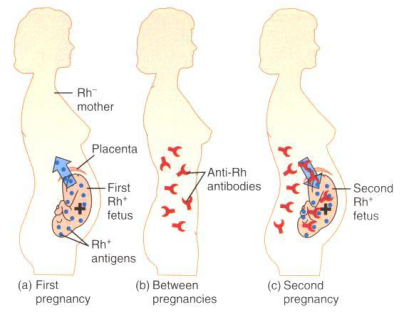 Rh⁻
mother
Placenta
First
Rh⁺
fetus
Rh⁺
antigens
(a) First
pregnancy
Anti-Rh
antibodies
(b) Between
pregnancies
Second
Rh⁺
fetus
(c) Second
pregnancy